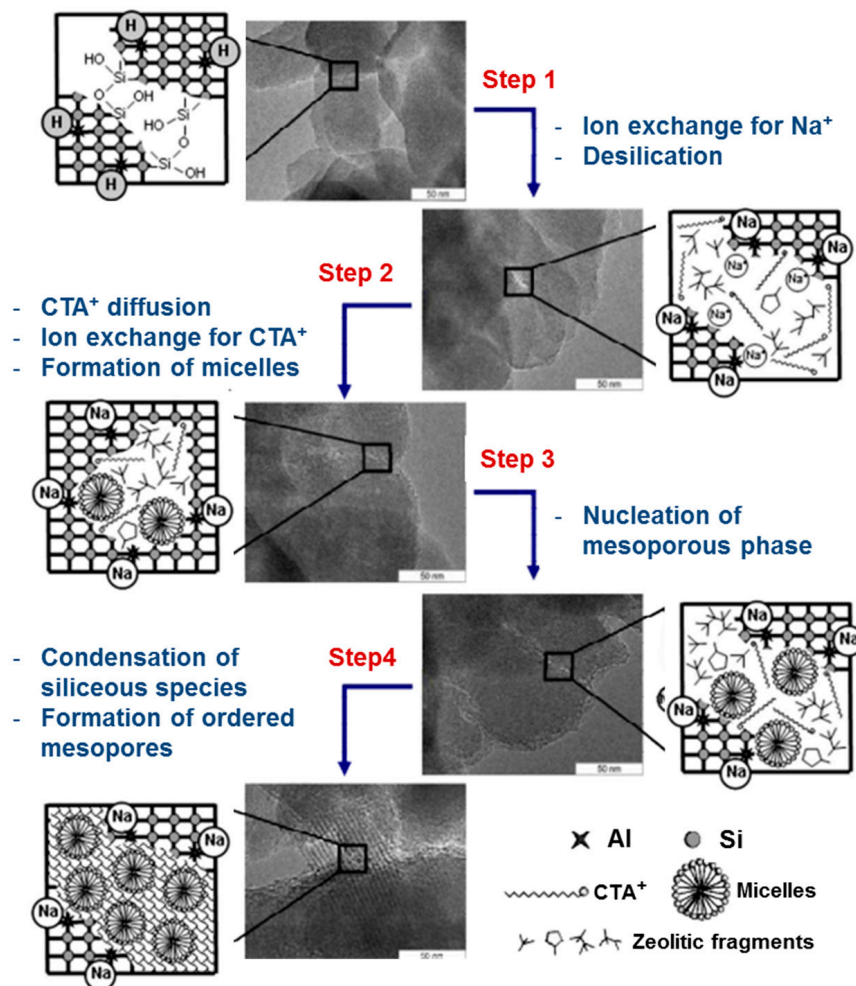 H
H
HO
Si
OH
O
Si
HO
Si
H
O
Si
OH
H
50 nm
Step 1
- Ion exchange for Na⁺
- Desilication
Na
Na
Na⁺
Na⁺
Na⁺
Na
Na⁺
Na
50 nm
Step 2
- CTA⁺ diffusion
- Ion exchange for CTA⁺
- Formation of micelles
Na
Na
Na
Na
50 nm
Step 3
- Nucleation of
mesoporous phase
Na
Na
Na
Na
50 nm
Step4
- Condensation of
siliceous species
- Formation of ordered
mesopores
Na
Na
Na
Na
50 nm
Al
Si
CTA⁺
Micelles
Zeolitic fragments